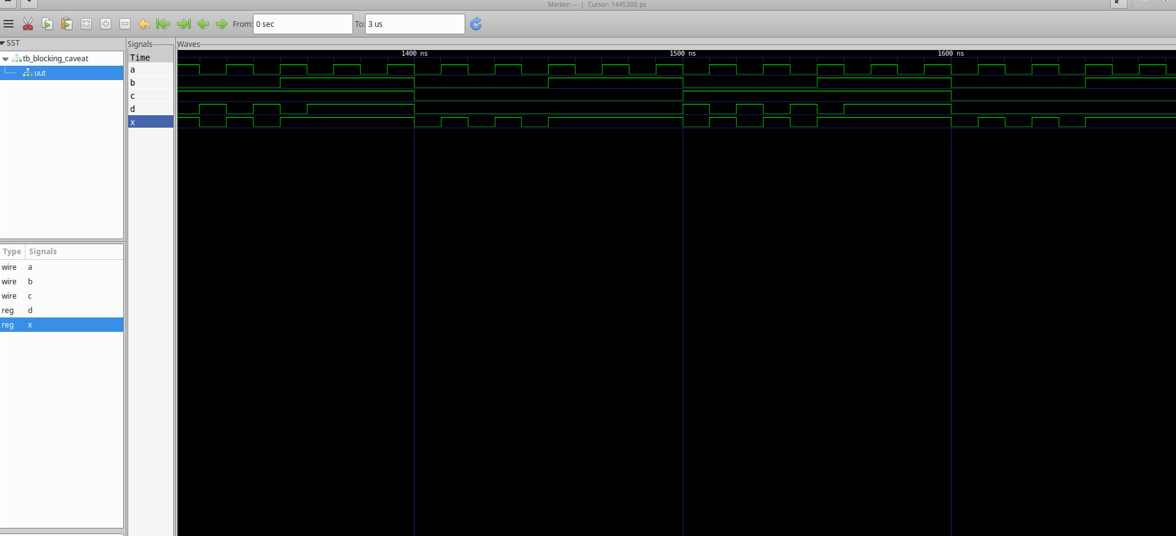 Marker: -- | Cursor: 1445300 ps
From: 0 sec To: 3 us
SST
tb_blocking_caveat
uut
Type Signals
wire a
wire b
wire c
reg d
reg x
Signals
Time
a
b
c
d
x
Waves
1400 ns 1500 ns 1600 ns